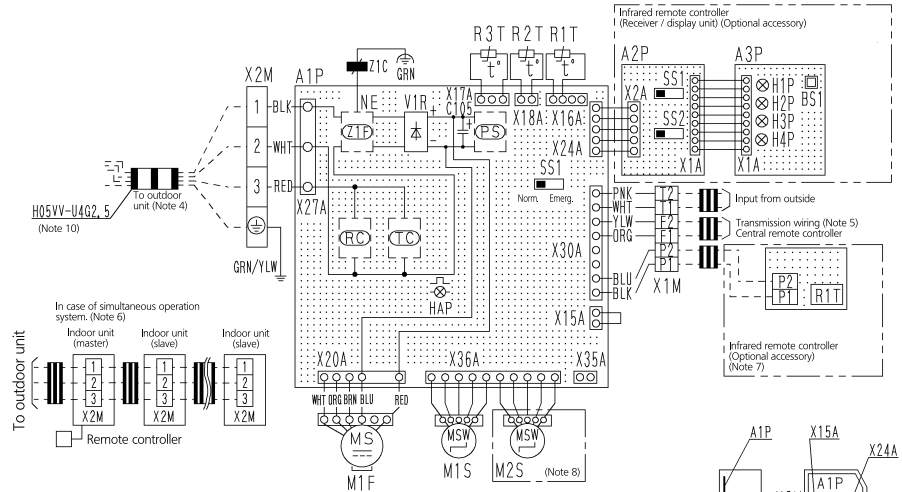 Infrared remote controller
(Receiver / display unit) (Optional accessory)
A2P
A3P
SS1
X2A
SS2
X1A
X1A
H1P
H2P
H3P
H4P
BS1
R3T R2T R1T
t° t° t°
Z1C
GRN
X2M
A1P
NE
V1R
X17A
C105
X18A
X16A
1
BLK
Z1F
PS
X24A
2
WHT
3
RED
X27A
To outdoor
unit (Note 4)
H05VV-U4G2,5
(Note 10)
GRN/YLW
SS1
Norm. Emerg.
RC
TC
HAP
X30A
PNK
WHT
YLW
ORG
BLU
BLK
T2
T1
F2
F1
P2
P1
X1M
Input from outside
Transmission wiring (Note 5)
Central remote controller
P2
P1
R1T
Infrared remote controller
(Optional accessory)
(Note 7)
X15A
X35A
X20A
X36A
WHT ORG BRN BLU RED
MS
M1F
MSW
M1S
MSW
M2S
(Note 8)
In case of simultaneous operation
system. (Note 6)
Indoor unit
(master)
Indoor unit
(slave)
Indoor unit
(slave)
To outdoor unit
1
2
3
X2M
1
2
3
X2M
1
2
3
X2M
Remote controller
A1P
X15A
X24A
A1P